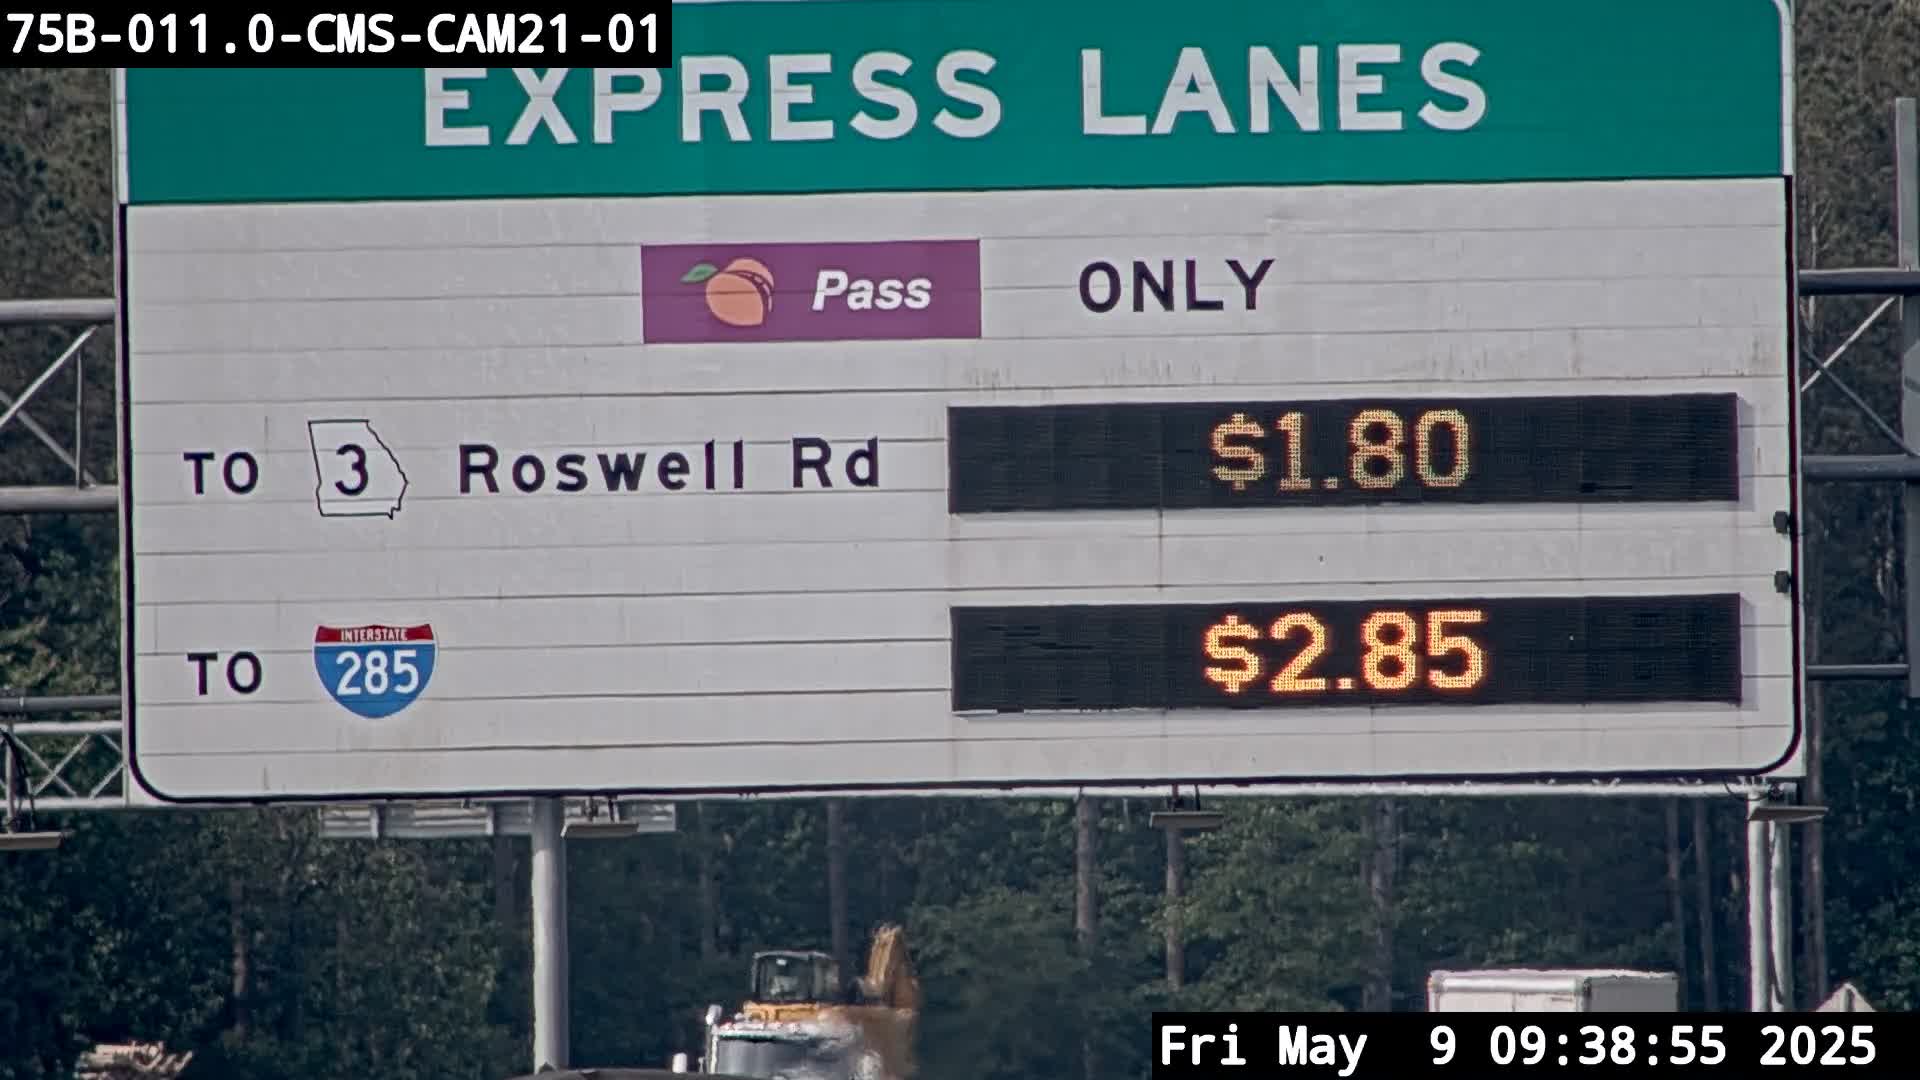 75B-011.0-CMS-CAM21-01
EXPRESS LANES
Pass ONLY
TO 3 Roswell Rd $1.80
INTERSTATE
TO 285 $2.85
Fri May 9 09:38:55 2025